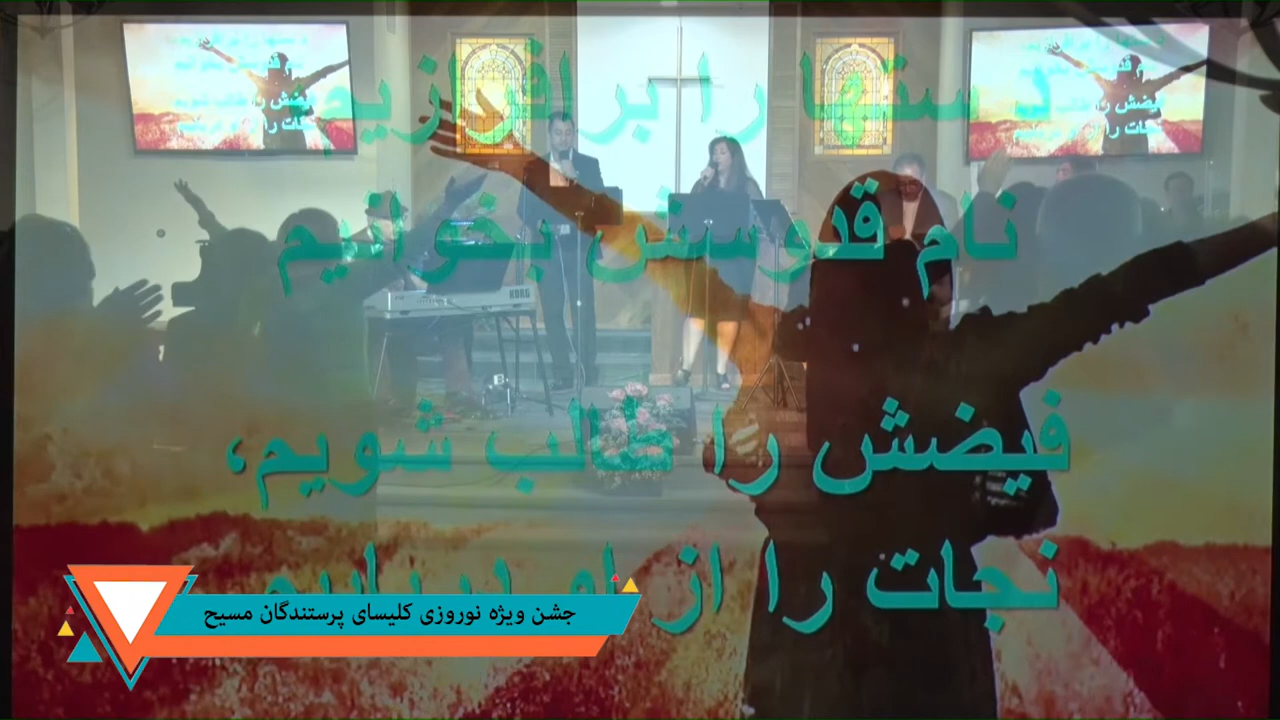 دستها را برافرازیم
نام قدوسش بخوانیم
فیضش را طالب شویم،
نجات را از او دریابیم
جشن ویژه نوروزی کلیسای پرستندگان مسیح
KORG